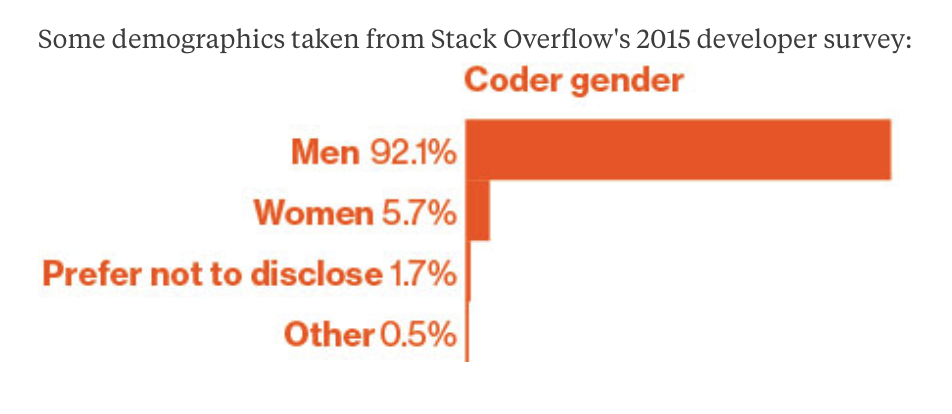 Some demographics taken from Stack Overflow's 2015 developer survey:
Coder gender
Men 92.1%
Women 5.7%
Prefer not to disclose 1.7%
Other 0.5%